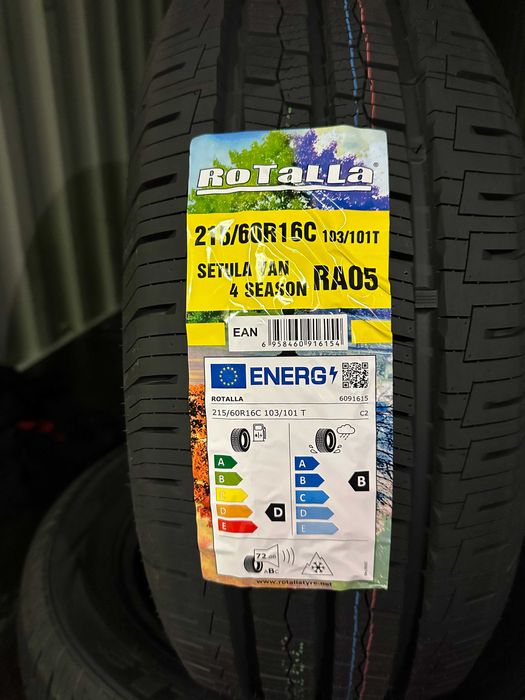 ROTALLA
215/60R16C 103/101T
SETULA VAN
4 SEASON RA05
EAN
6 958460 916154
ENERG
ROTALLA 6091615
215/60R16C 103/101 T C2
A A
B B B
C C
D D D
E E
72 dB
ABC
www.rotallatyre.net